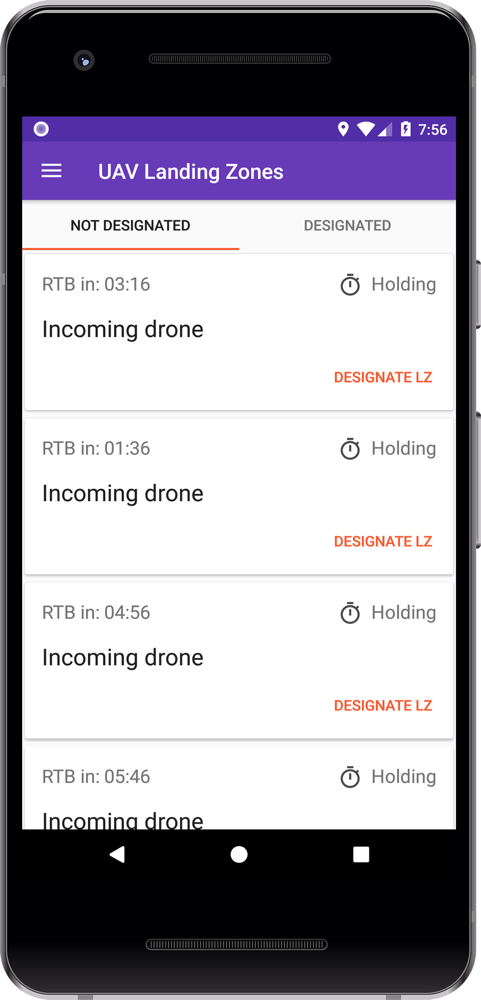 7:56
UAV Landing Zones
NOT DESIGNATED DESIGNATED
RTB in: 03:16 Holding
Incoming drone
DESIGNATE LZ
RTB in: 01:36 Holding
Incoming drone
DESIGNATE LZ
RTB in: 04:56 Holding
Incoming drone
DESIGNATE LZ
RTB in: 05:46 Holding
Incoming drone